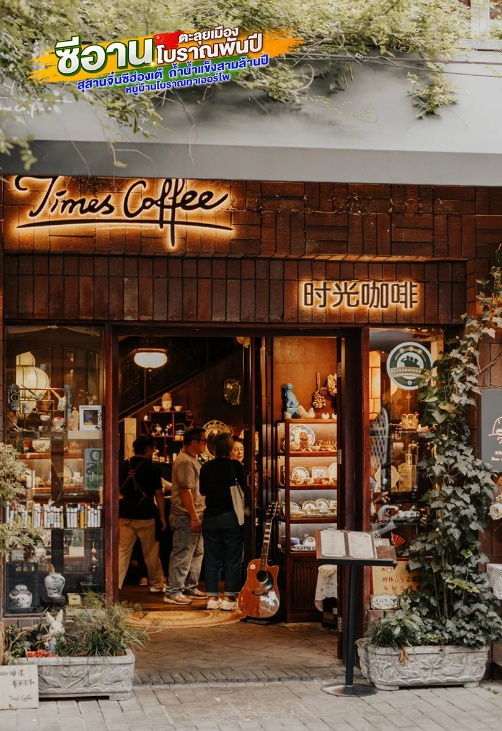 ซีอาน ตะลุยเมือง
โบราณพันปี
สุสานจิ๋นซีฮ่องเต้ ถ้ำน้ำแข็งสามล้านปี
หมู่บ้านโบราณกาเออร์ไพ
Times Coffee
时光咖啡